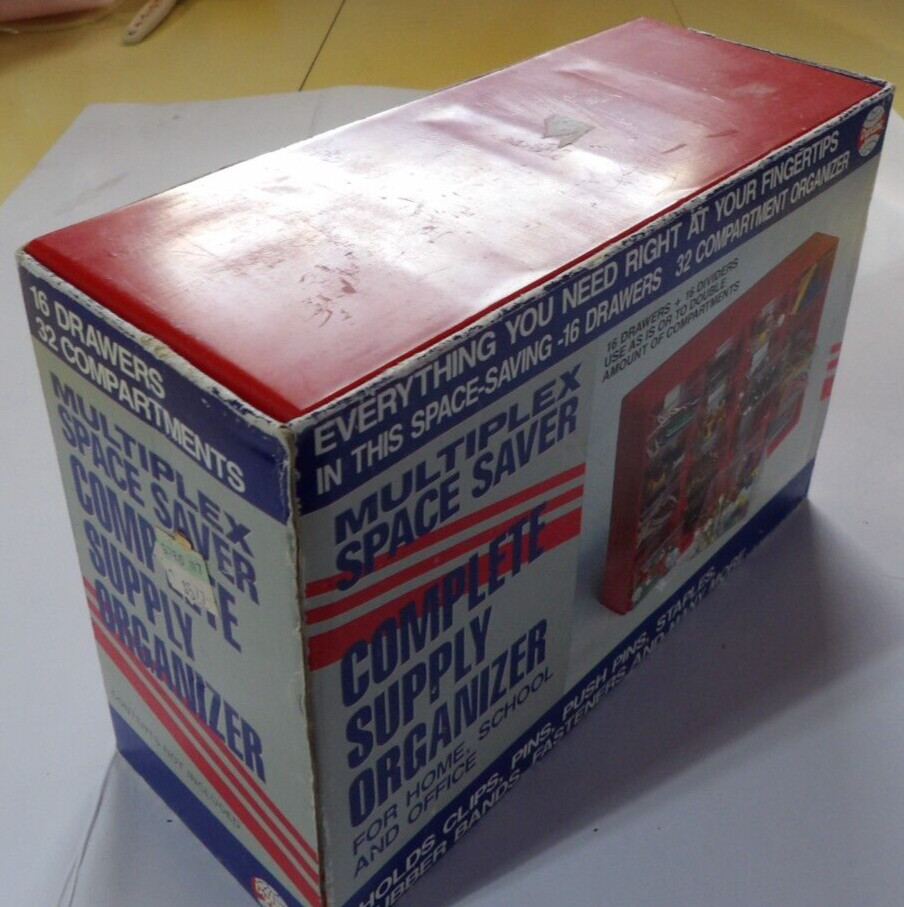 16 DRAWERS
32 COMPARTMENTS
MULTIPLEX
SPACE SAVER
SUPPLY
ORGANIZER
CONTENTS NOT INCLUDED
EVERYTHING YOU NEED RIGHT AT YOUR FINGERTIPS
IN THIS SPACE-SAVING -16 DRAWERS 32 COMPARTMENT ORGANIZER
MULTIPLEX
SPACE SAVER
COMPLETE
SUPPLY
ORGANIZER
FOR HOME, SCHOOL
AND OFFICE
16 DRAWERS + 16 DIVIDERS
USE AS IS OR TO DOUBLE
AMOUNT OF COMPARTMENTS
HOLDS CLIPS, PINS, PUSH PINS, STAPLES,
BANDS, FASTENERS AND MANY MORE